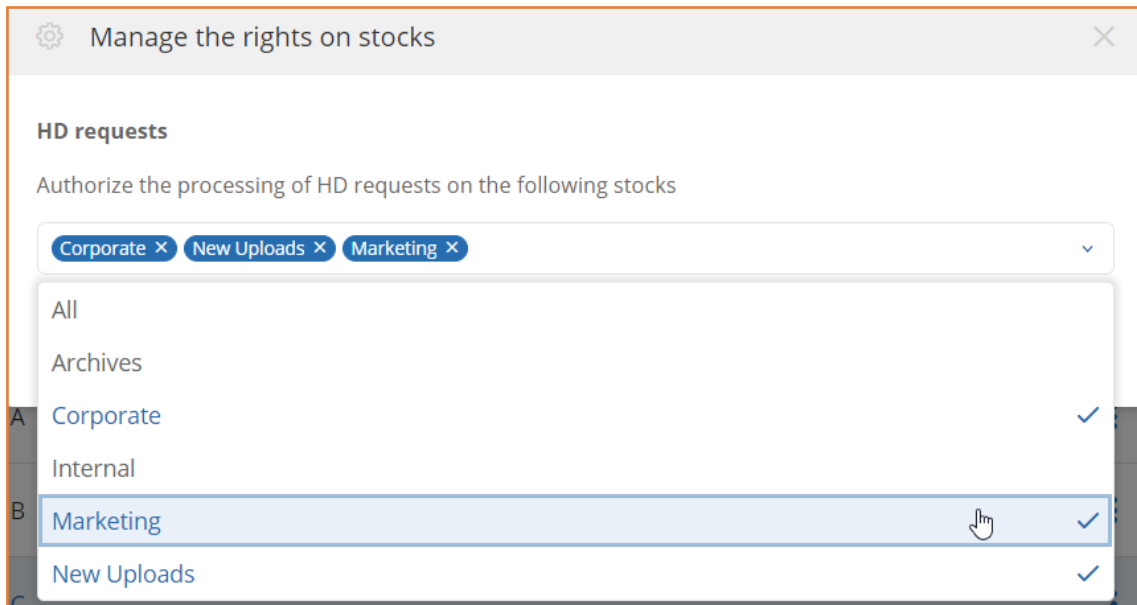 Manage the rights on stocks
HD requests
Authorize the processing of HD requests on the following stocks
Corporate × New Uploads × Marketing ×
All
Archives
A
Corporate
Internal
B
Marketing
New Uploads
C